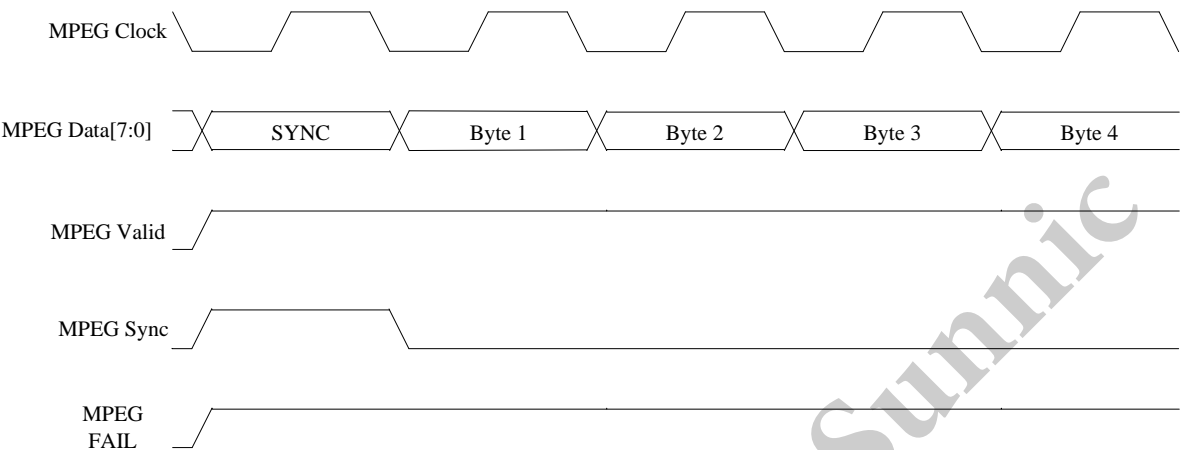 MPEG Clock
MPEG Data[7:0]
SYNC
Byte 1
Byte 2
Byte 3
Byte 4
MPEG Valid
MPEG Sync
MPEG
FAIL
Sunnic